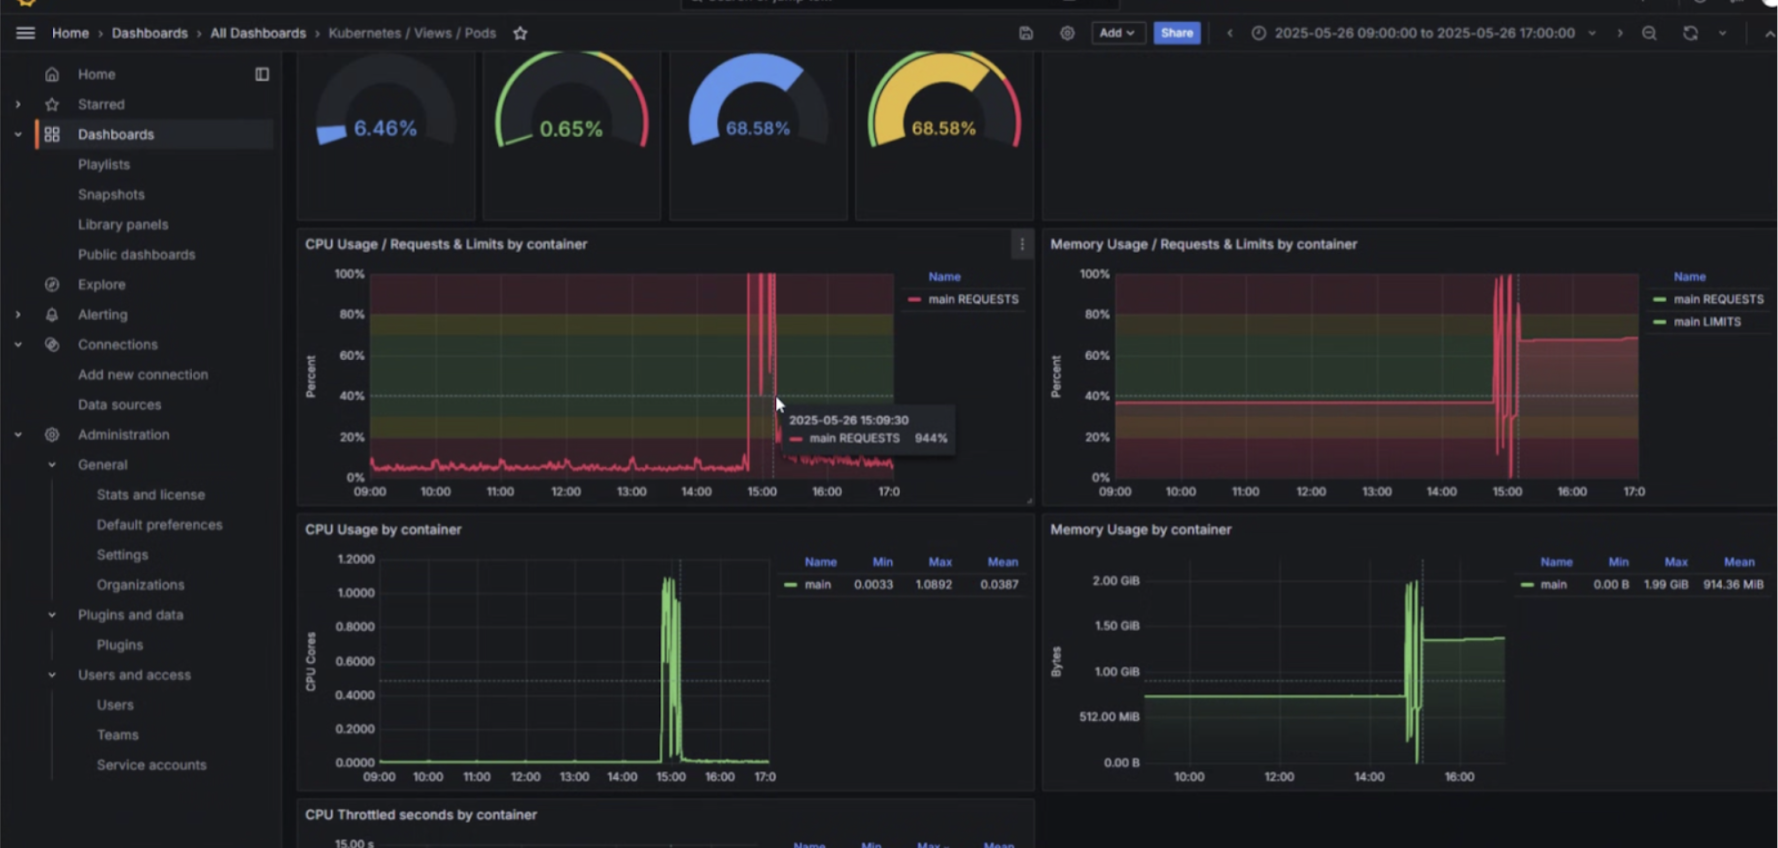 Home › Dashboards › All Dashboards › Kubernetes / Views / Pods
Add
Share
2025-05-26 09:00:00 to 2025-05-26 17:00:00
Home
Starred
Dashboards
Playlists
Snapshots
Library panels
Public dashboards
Explore
Alerting
Connections
Add new connection
Data sources
Administration
General
Stats and license
Default preferences
Settings
Organizations
Plugins and data
Plugins
Users and access
Users
Teams
Service accounts
6.46%
0.65%
68.58%
68.58%
CPU Usage / Requests & Limits by container
Percent
100%
80%
60%
40%
20%
0%
09:00 10:00 11:00 12:00 13:00 14:00 15:00 16:00 17:0
Name
main REQUESTS
2025-05-26 15:09:30
main REQUESTS 944%
Memory Usage / Requests & Limits by container
Percent
100%
80%
60%
40%
20%
0%
09:00 10:00 11:00 12:00 13:00 14:00 15:00 16:00 17:0
Name
main REQUESTS
main LIMITS
CPU Usage by container
CPU Cores
1.2000
1.0000
0.8000
0.6000
0.4000
0.2000
0.0000
09:00 10:00 11:00 12:00 13:00 14:00 15:00 16:00 17:0
Name Min Max Mean
main 0.0033 1.0892 0.0387
Memory Usage by container
Bytes
2.00 GiB
1.50 GiB
1.00 GiB
512.00 MiB
0.00 B
10:00 12:00 14:00 16:00
Name Min Max Mean
main 0.00 B 1.99 GiB 914.36 MiB
CPU Throttled seconds by container
15.00 s
Name Min Max Mean